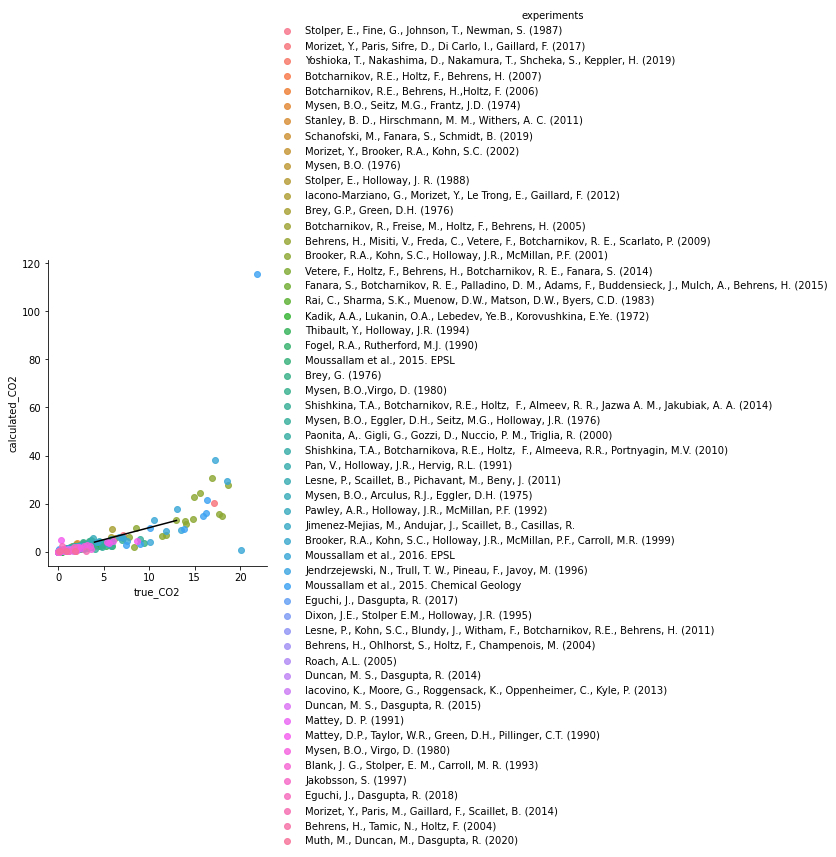 experiments
Stolper, E., Fine, G., Johnson, T., Newman, S. (1987)
Morizet, Y., Paris, Sifre, D., Di Carlo, I., Gaillard, F. (2017)
Yoshioka, T., Nakashima, D., Nakamura, T., Shcheka, S., Keppler, H. (2019)
Botcharnikov, R.E., Holtz, F., Behrens, H. (2007)
Botcharnikov, R.E., Behrens, H.,Holtz, F. (2006)
Mysen, B.O., Seitz, M.G., Frantz, J.D. (1974)
Stanley, B. D., Hirschmann, M. M., Withers, A. C. (2011)
Schanofski, M., Fanara, S., Schmidt, B. (2019)
Morizet, Y., Brooker, R.A., Kohn, S.C. (2002)
Mysen, B.O. (1976)
Stolper, E., Holloway, J. R. (1988)
Iacono-Marziano, G., Morizet, Y., Le Trong, E., Gaillard, F. (2012)
Brey, G.P., Green, D.H. (1976)
Botcharnikov, R., Freise, M., Holtz, F., Behrens, H. (2005)
Behrens, H., Misiti, V., Freda, C., Vetere, F., Botcharnikov, R. E., Scarlato, P. (2009)
Brooker, R.A., Kohn, S.C., Holloway, J.R., McMillan, P.F. (2001)
Vetere, F., Holtz, F., Behrens, H., Botcharnikov, R. E., Fanara, S. (2014)
Fanara, S., Botcharnikov, R. E., Palladino, D. M., Adams, F., Buddensieck, J., Mulch, A., Behrens, H. (2015)
Rai, C., Sharma, S.K., Muenow, D.W., Matson, D.W., Byers, C.D. (1983)
Kadik, A.A., Lukanin, O.A., Lebedev, Ye.B., Korovushkina, E.Ye. (1972)
Thibault, Y., Holloway, J.R. (1994)
Fogel, R.A., Rutherford, M.J. (1990)
Moussallam et al., 2015. EPSL
Brey, G. (1976)
Mysen, B.O.,Virgo, D. (1980)
Shishkina, T.A., Botcharnikov, R.E., Holtz,  F., Almeev, R. R., Jazwa A. M., Jakubiak, A. A. (2014)
Mysen, B.O., Eggler, D.H., Seitz, M.G., Holloway, J.R. (1976)
Paonita, A,. Gigli, G., Gozzi, D., Nuccio, P. M., Triglia, R. (2000)
Shishkina, T.A., Botcharnikova, R.E., Holtz,  F., Almeeva, R.R., Portnyagin, M.V. (2010)
Pan, V., Holloway, J.R., Hervig, R.L. (1991)
Lesne, P., Scaillet, B., Pichavant, M., Beny, J. (2011)
Mysen, B.O., Arculus, R.J., Eggler, D.H. (1975)
Pawley, A.R., Holloway, J.R., McMillan, P.F. (1992)
Jimenez-Mejias, M., Andujar, J., Scaillet, B., Casillas, R.
Brooker, R.A., Kohn, S.C., Holloway, J.R., McMillan, P.F., Carroll, M.R. (1999)
Moussallam et al., 2016. EPSL
Jendrzejewski, N., Trull, T. W., Pineau, F., Javoy, M. (1996)
Moussallam et al., 2015. Chemical Geology
Eguchi, J., Dasgupta, R. (2017)
Dixon, J.E., Stolper E.M., Holloway, J.R. (1995)
Lesne, P., Kohn, S.C., Blundy, J., Witham, F., Botcharnikov, R.E., Behrens, H. (2011)
Behrens, H., Ohlhorst, S., Holtz, F., Champenois, M. (2004)
Roach, A.L. (2005)
Duncan, M. S., Dasgupta, R. (2014)
Iacovino, K., Moore, G., Roggensack, K., Oppenheimer, C., Kyle, P. (2013)
Duncan, M. S., Dasgupta, R. (2015)
Mattey, D. P. (1991)
Mattey, D.P., Taylor, W.R., Green, D.H., Pillinger, C.T. (1990)
Mysen, B.O., Virgo, D. (1980)
Blank, J. G., Stolper, E. M., Carroll, M. R. (1993)
Jakobsson, S. (1997)
Eguchi, J., Dasgupta, R. (2018)
Morizet, Y., Paris, M., Gaillard, F., Scaillet, B. (2014)
Behrens, H., Tamic, N., Holtz, F. (2004)
Muth, M., Duncan, M., Dasgupta, R. (2020)
calculated_CO2
120
100
80
60
40
20
0
0 5 10 15 20
true_CO2